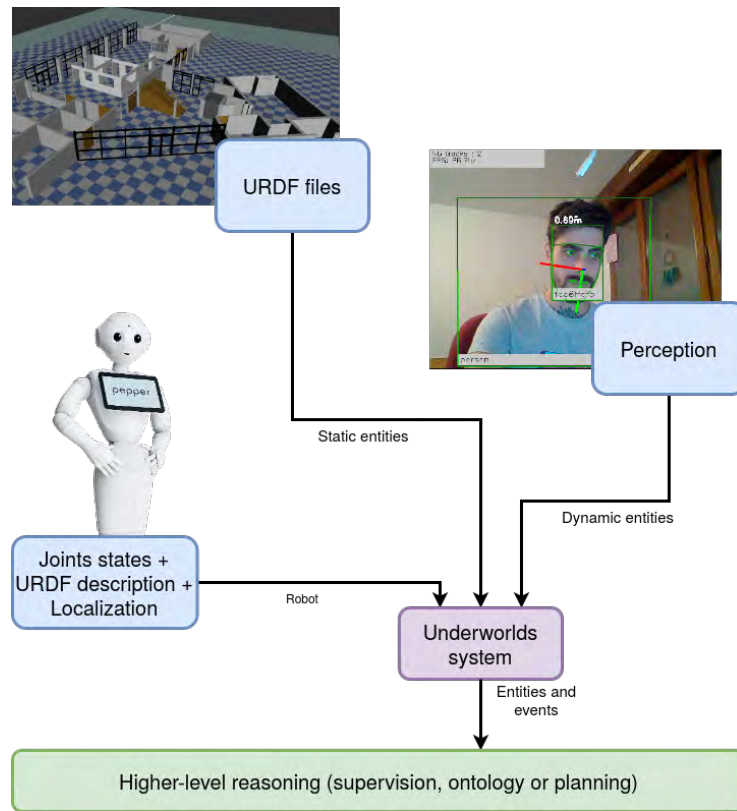 URDF files
0.89m
Perception
person
pepper
Static entities
Dynamic entities
Joints states +
URDF description +
Localization
Robot
Underworlds
system
Entities and
events
Higher-level reasoning (supervision, ontology or planning)